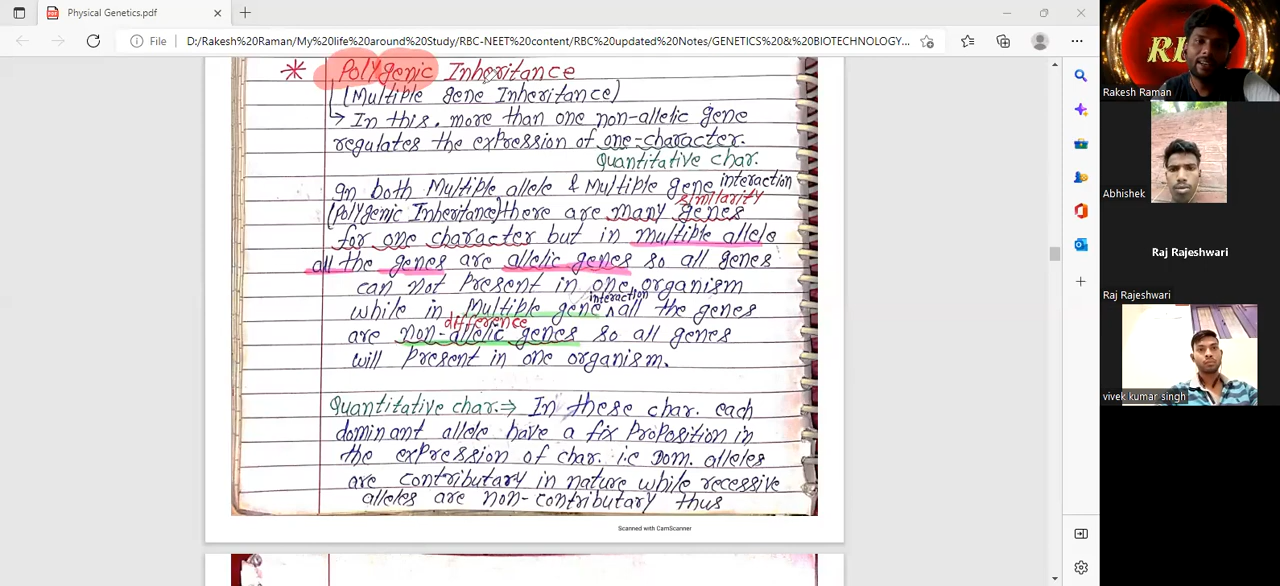 Physical Genetics.pdf
File
D:/Rakesh%20Raman/My%20life%20around%20Study/RBC-NEET%20content/RBC%20updated%20Notes/GENETICS%20&%20BIOTECHNOLOGY...
* Polygenic Inheritance
(Multiple gene Inheritance)
→ In this, more than one non-allelic gene
regulates the expression of one-character.
Quantitative char.
In both Multiple allele & Multiple gene interaction
similarity
(Polygenic Inheritance) there are many genes
for one character but in multiple allele
all the genes are allelic genes so all genes
can not present in one organism
interaction
while in Multiple gene ^ all the genes
difference
are non-allelic genes so all genes
will present in one organism.
Quantitative char. → In these char. each
dominant allele have a fix proposition in
the expression of char. ie Dom. alleles
are contributary in nature while recessive
alleles are non-contributary thus
Scanned with CamScanner
Rakesh Raman
Abhishek
Raj Rajeshwari
Raj Rajeshwari
vivek kumar singh